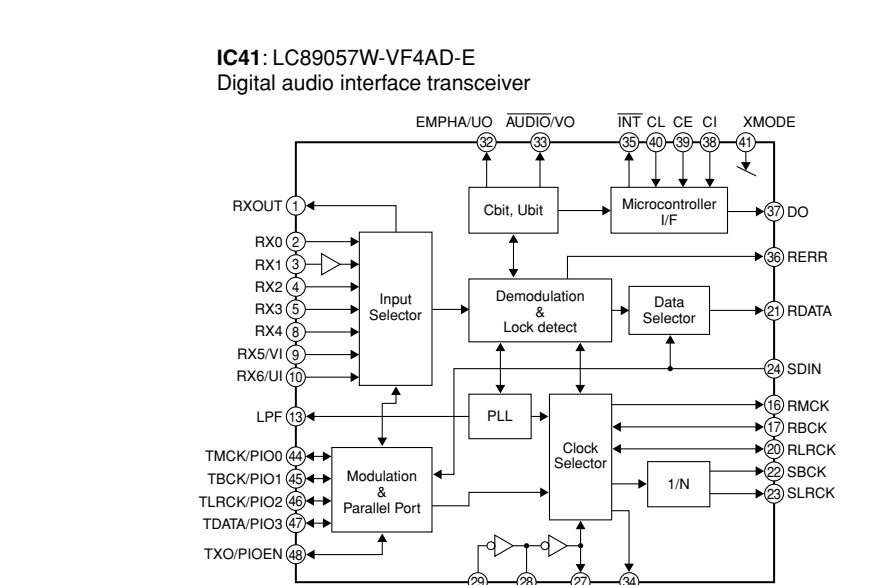 IC41: LC89057W-VF4AD-E
Digital audio interface transceiver
EMPHA/UO AUDIO/VO INT CL CE CI XMODE
32 33 35 40 39 38 41
RXOUT 1
Cbit, Ubit
Microcontroller
I/F
37 DO
RX0 2
RX1 3
RX2 4
RX3 5
RX4 8
RX5/VI 9
RX6/UI 10
Input
Selector
36 RERR
Demodulation
&
Lock detect
Data
Selector
21 RDATA
24 SDIN
LPF 13
PLL
Clock
Selector
16 RMCK
17 RBCK
20 RLRCK
22 SBCK
23 SLRCK
1/N
TMCK/PIO0 44
TBCK/PIO1 45
TLRCK/PIO2 46
TDATA/PIO3 47
TXO/PIOEN 48
Modulation
&
Parallel Port
29 28 27 34